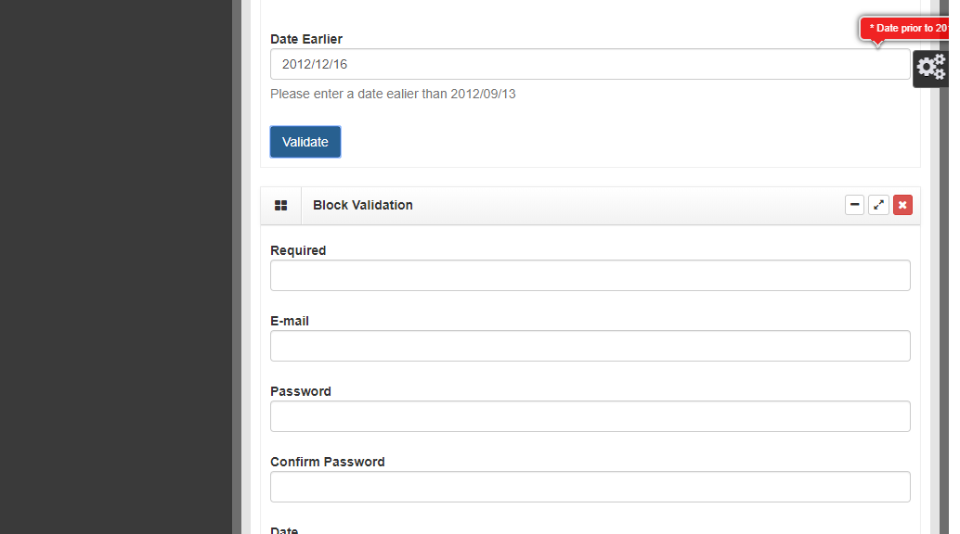 * Date prior to 20
Date Earlier
2012/12/16
Please enter a date ealier than 2012/09/13
Validate
Block Validation
Required
E-mail
Password
Confirm Password
Date